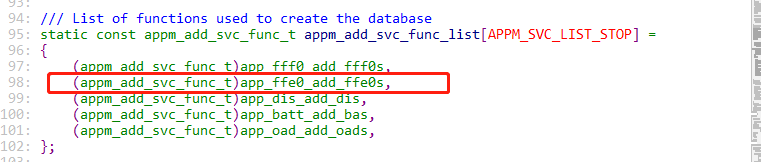 93:
94: /// List of functions used to create the database
95: static const appm_add_svc_func_t appm_add_svc_func_list[APPM_SVC_LIST_STOP] =
96: {
97:     (appm_add_svc_func_t)app_fff0_add_fff0s,
98:     (appm_add_svc_func_t)app_ffe0_add_ffe0s,
99:     (appm_add_svc_func_t)app_dis_add_dis,
100:     (appm_add_svc_func_t)app_batt_add_bas,
101:     (appm_add_svc_func_t)app_oad_add_oads,
102: };
103: